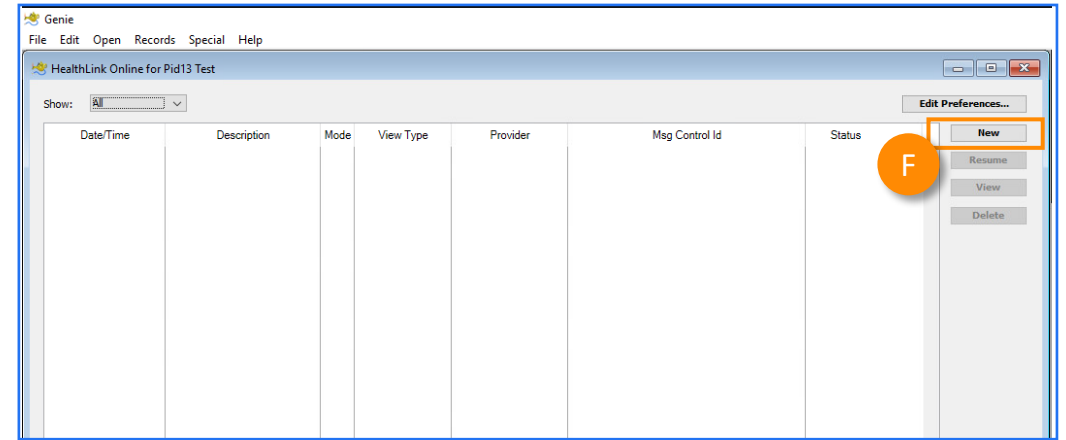 Genie
File Edit Open Records Special Help
HealthLink Online for Pid13 Test
Show: All
Edit Preferences...
Date/Time Description Mode View Type Provider Msg Control Id Status
New
F
Resume
View
Delete